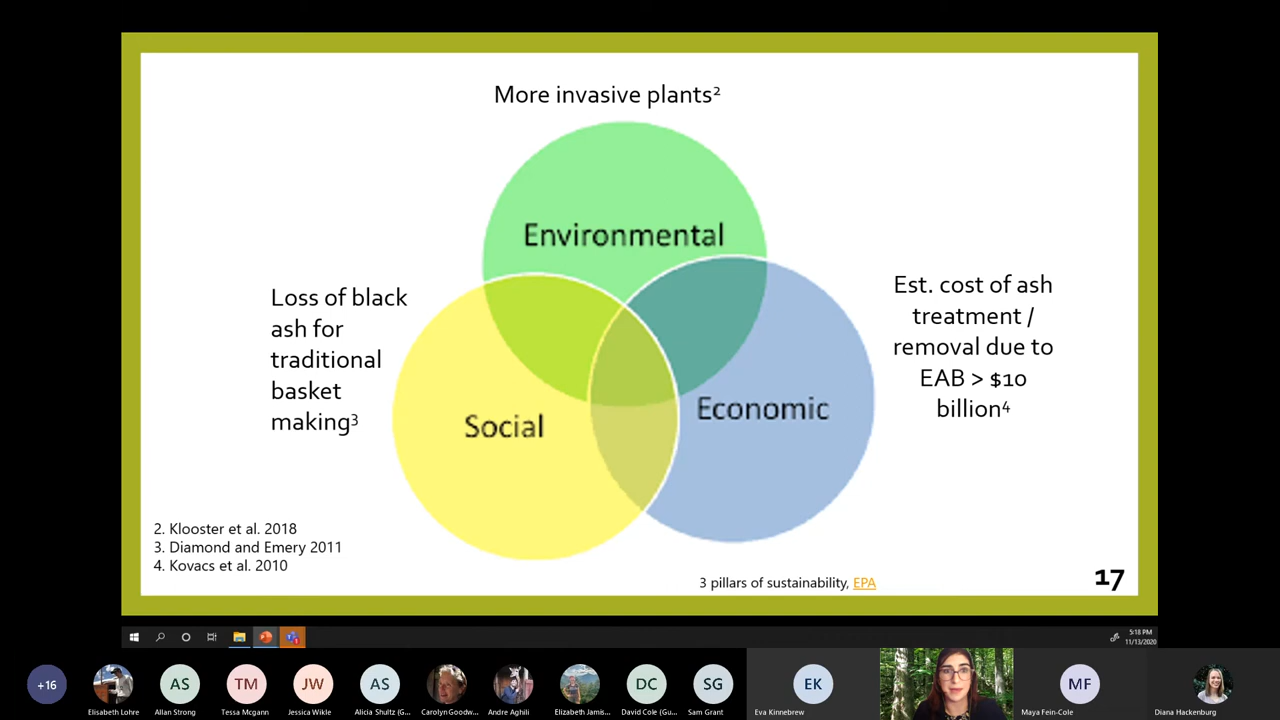 More invasive plants²
Environmental
Loss of black
ash for
traditional
basket
making³
Est. cost of ash
treatment /
removal due to
EAB > $10
billion⁴
Social
Economic
2. Klooster et al. 2018
3. Diamond and Emery 2011
4. Kovacs et al. 2010
3 pillars of sustainability, EPA
17
5:18 PM
11/13/2020
+16
AS
TM
JW
AS
DC
SG
EK
MF
Elisabeth Lohre
Allan Strong
Tessa Mcgann
Jessica Wikle
Alicia Shultz (G...
Carolyn Goodw...
Andre Aghili
Elizabeth Jamis...
David Cole (Gu...
Sam Grant
Eva Kinnebrew
Maya Fein-Cole
Diana Hackenburg